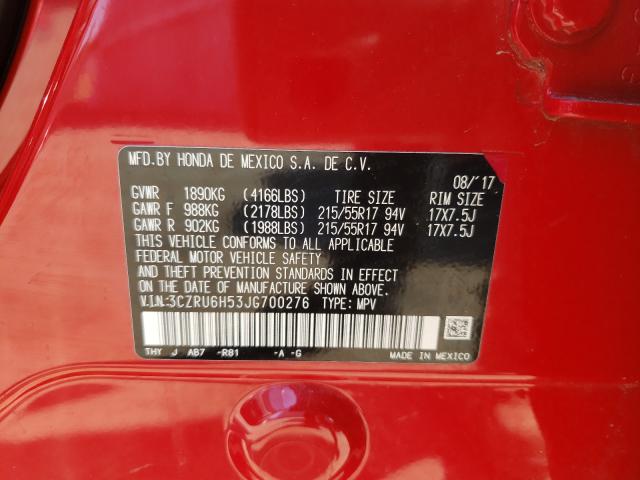 MFD.BY HONDA DE MEXICO S.A. DE C.V.
08/'17
GVWR 1890KG (4166LBS) TIRE SIZE RIM SIZE
GAWR F 988KG (2178LBS) 215/55R17 94V 17X7.5J
GAWR R 902KG (1988LBS) 215/55R17 94V 17X7.5J
THIS VEHICLE CONFORMS TO ALL APPLICABLE
FEDERAL MOTOR VEHICLE SAFETY
AND THEFT PREVENTION STANDARDS IN EFFECT ON
THE DATE OF MANUFACTURE SHOWN ABOVE.
V.I.N:3CZRU6H53JG700276 TYPE: MPV
THY J AB7 -R81 -A -G
MADE IN MEXICO